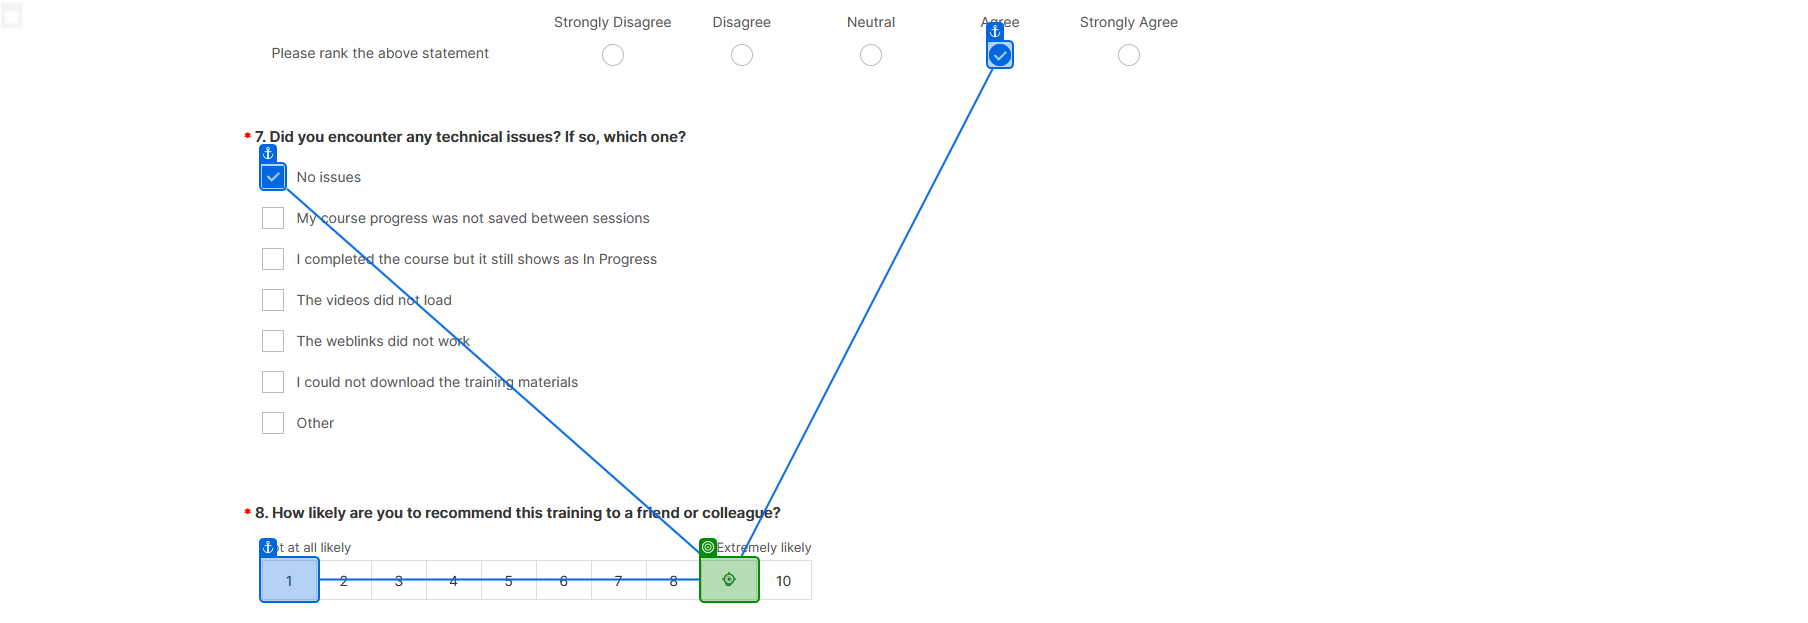 Strongly Disagree Disagree Neutral Agree Strongly Agree
Please rank the above statement
* 7. Did you encounter any technical issues? If so, which one?
No issues
My course progress was not saved between sessions
I completed the course but it still shows as In Progress
The videos did not load
The weblinks did not work
I could not download the training materials
Other
* 8. How likely are you to recommend this training to a friend or colleague?
at all likely Extremely likely
1 2 3 4 5 6 7 8 10